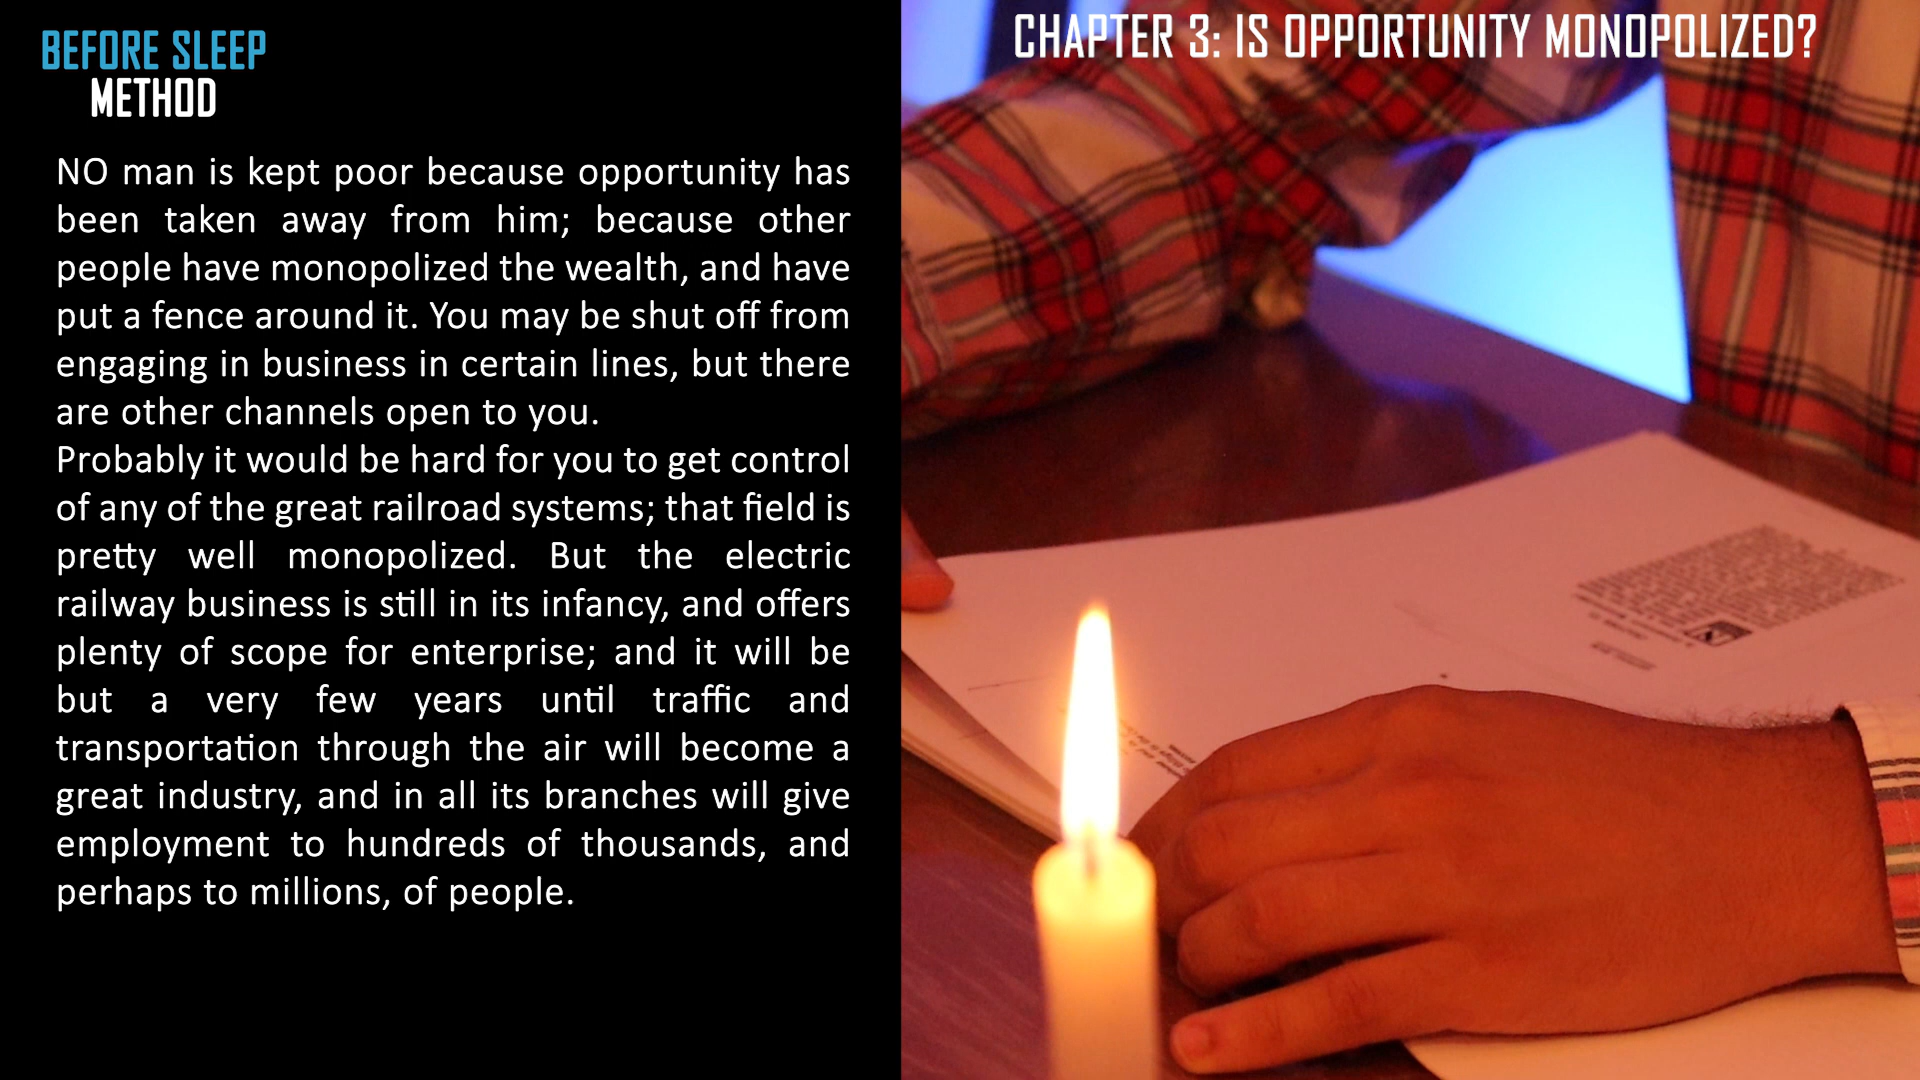 BEFORE SLEEP
METHOD
CHAPTER 3: IS OPPORTUNITY MONOPOLIZED?
NO man is kept poor because opportunity has
been taken away from him; because other
people have monopolized the wealth, and have
put a fence around it. You may be shut off from
engaging in business in certain lines, but there
are other channels open to you.
Probably it would be hard for you to get control
of any of the great railroad systems; that field is
pretty well monopolized. But the electric
railway business is still in its infancy, and offers
plenty of scope for enterprise; and it will be
but a very few years until traffic and
transportation through the air will become a
great industry, and in all its branches will give
employment to hundreds of thousands, and
perhaps to millions, of people.